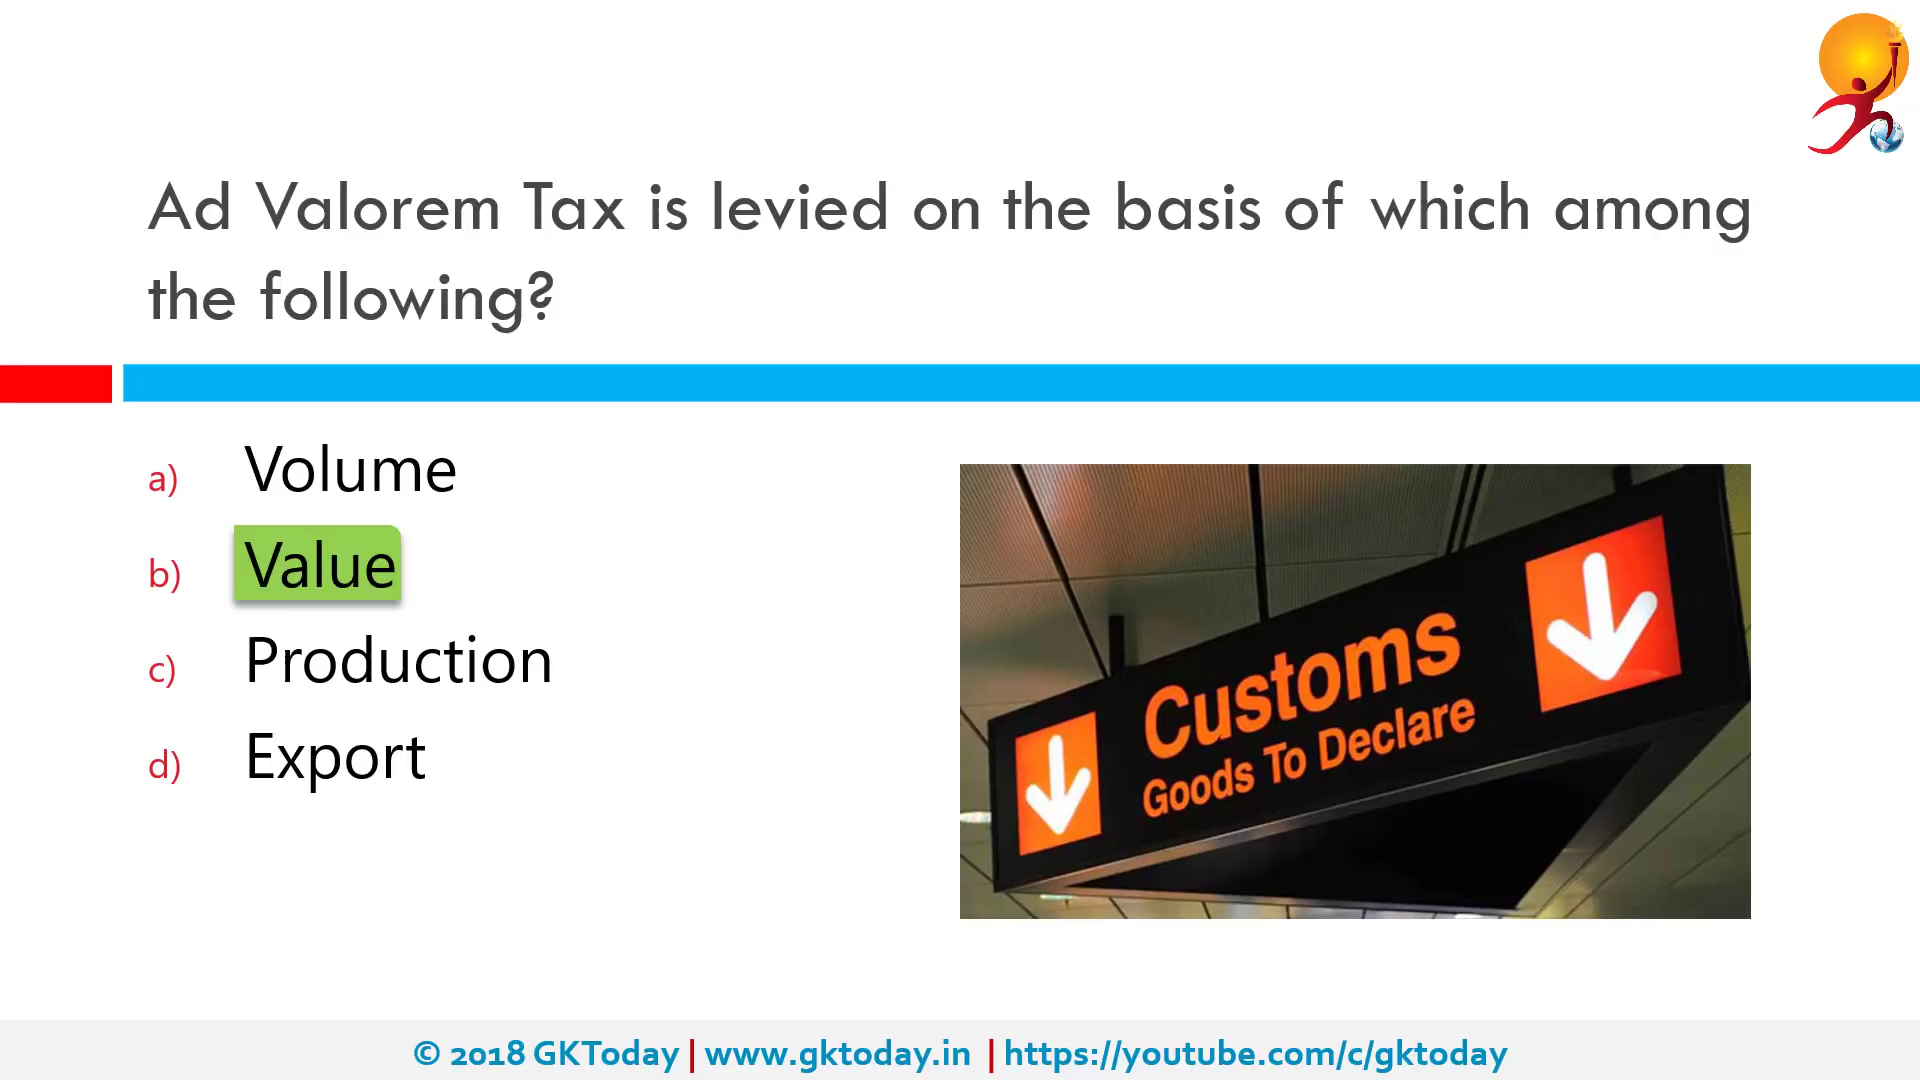 Ad Valorem Tax is levied on the basis of which among
the following?
a) Volume
b) Value
c) Production
d) Export
Customs
Goods To Declare
© 2018 GKToday | www.gktoday.in | https://youtube.com/c/gktoday